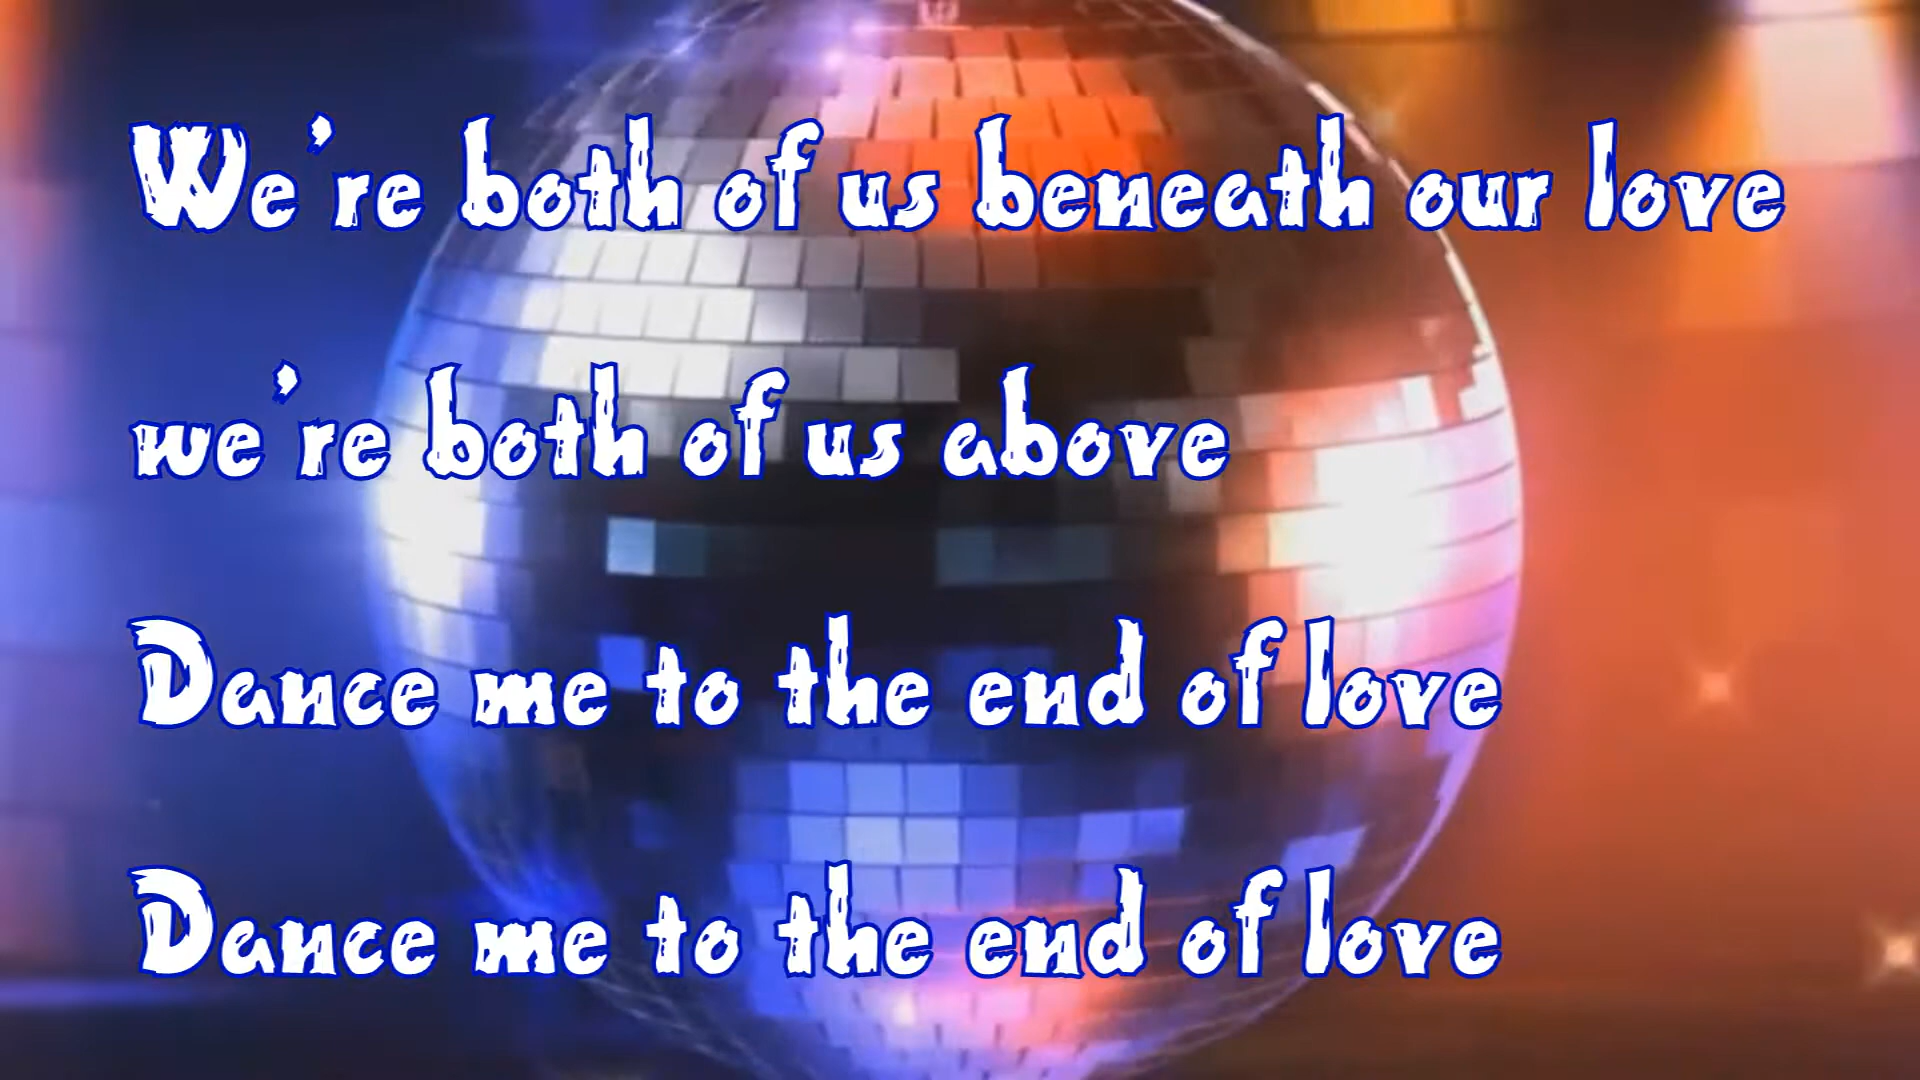 We're both of us beneath our love
we're both of us above
Dance me to the end of love
Dance me to the end of love